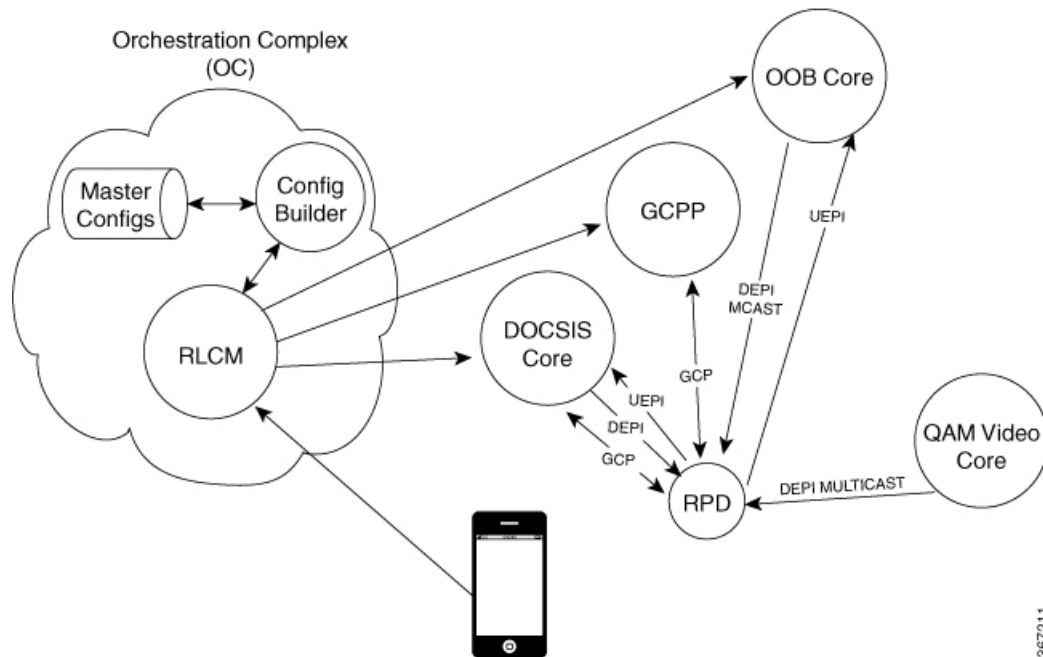 Orchestration Complex
(OC)
Master
Configs
Config
Builder
RLCM
OOB Core
GCPP
DOCSIS
Core
UEPI
DEPI
MCAST
GCP
UEPI
DEPI
GCP
RPD
DEPI MULTICAST
QAM Video
Core
367311